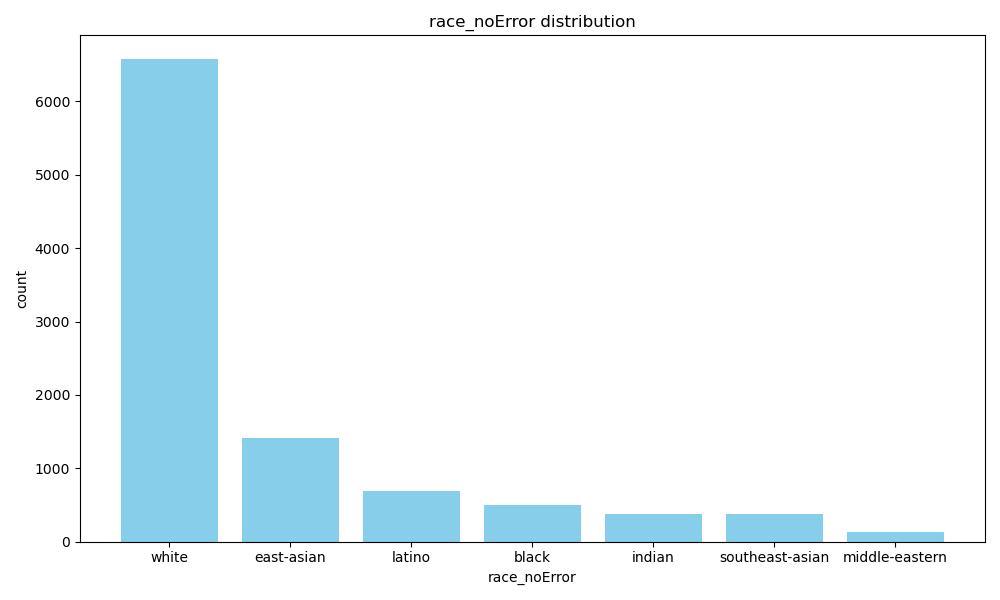 race_noError distribution
count
6000
5000
4000
3000
2000
1000
0
white east-asian latino black indian southeast-asian middle-eastern
race_noError